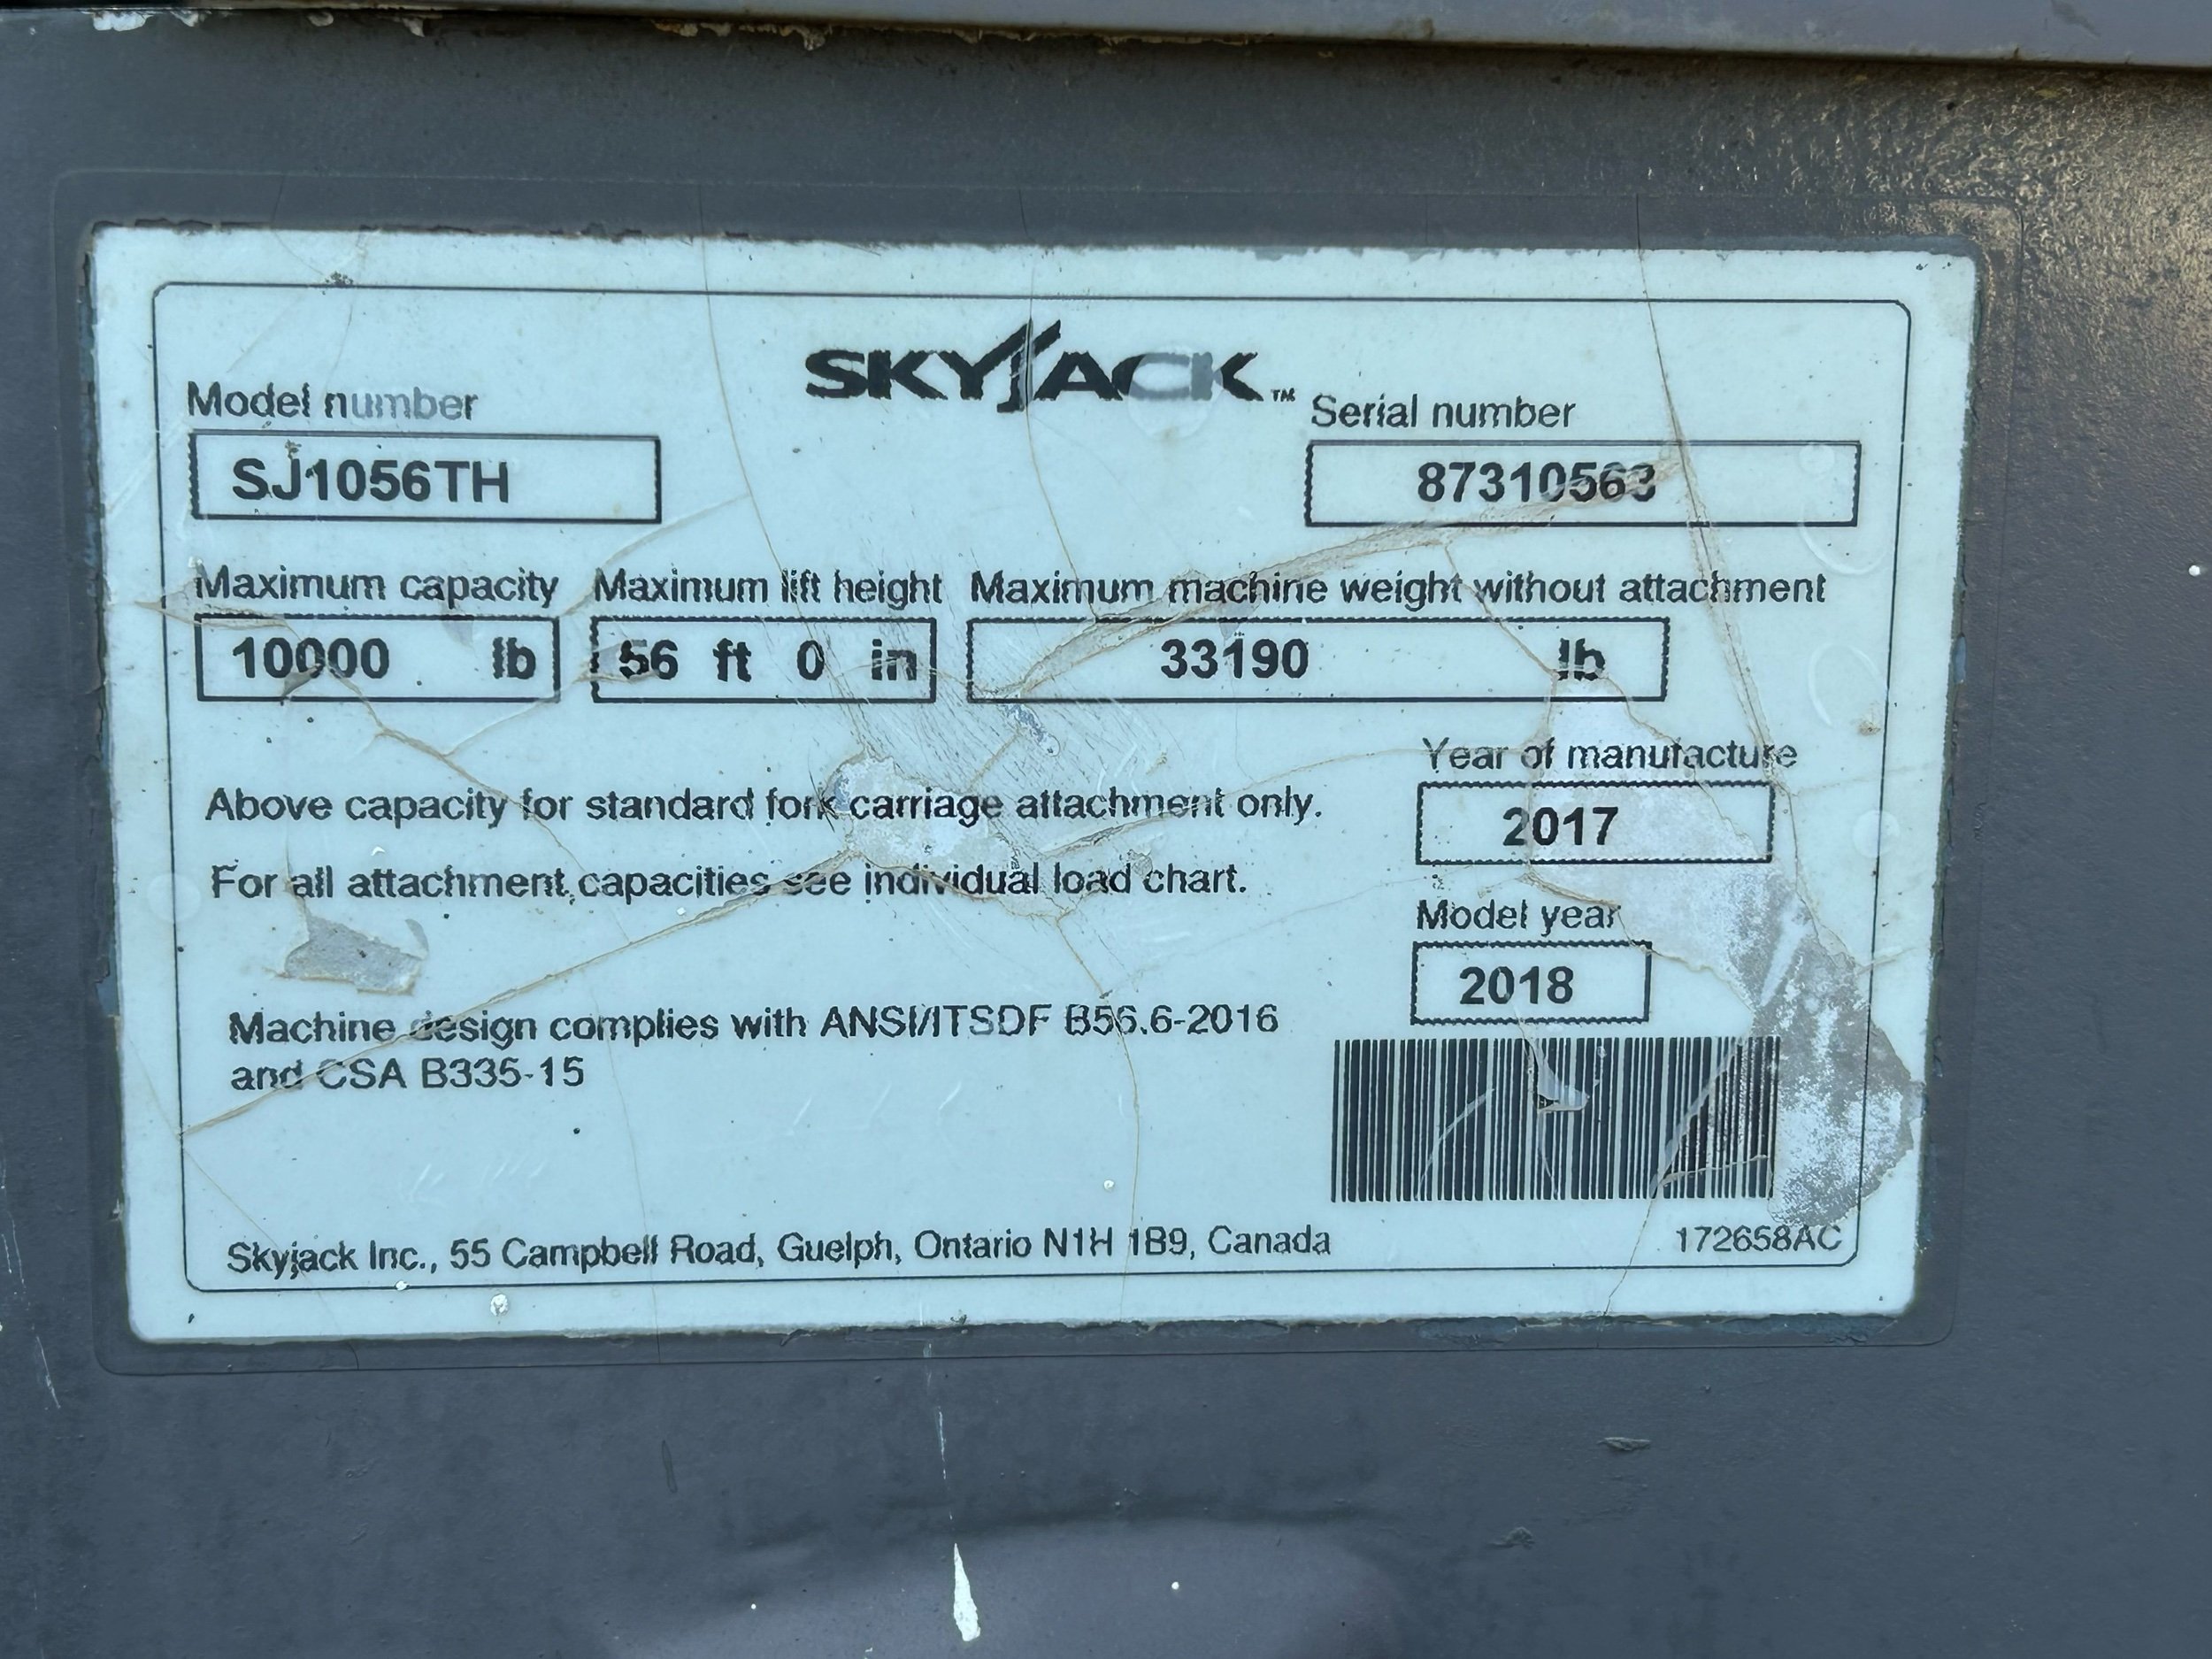 SKYJACK™
Model number
Serial number
SJ1056TH
87310563
Maximum capacity Maximum lift height Maximum machine weight without attachment
10000 lb 56 ft 0 in 33190 lb
Year of manufacture
2017
Above capacity for standard fork carriage attachment only.
For all attachment capacities see individual load chart.
Model year
2018
Machine design complies with ANSI/ITSDF B56.6-2016
and CSA B335-15
Skyjack Inc., 55 Campbell Road, Guelph, Ontario N1H 1B9, Canada
172658AC